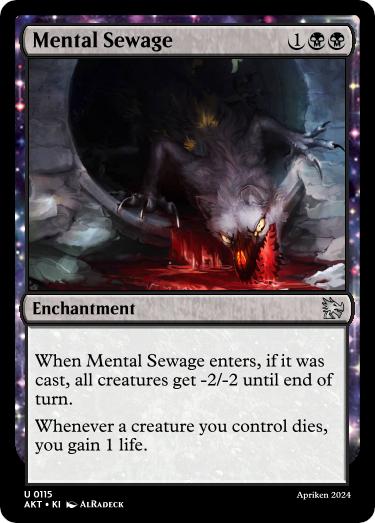 Mental Sewage 1
Enchantment
When Mental Sewage enters, if it was
cast, all creatures get -2/-2 until end of
turn.
Whenever a creature you control dies,
you gain 1 life.
U 0115
AKT • KI ALRADECK
Apriken 2024